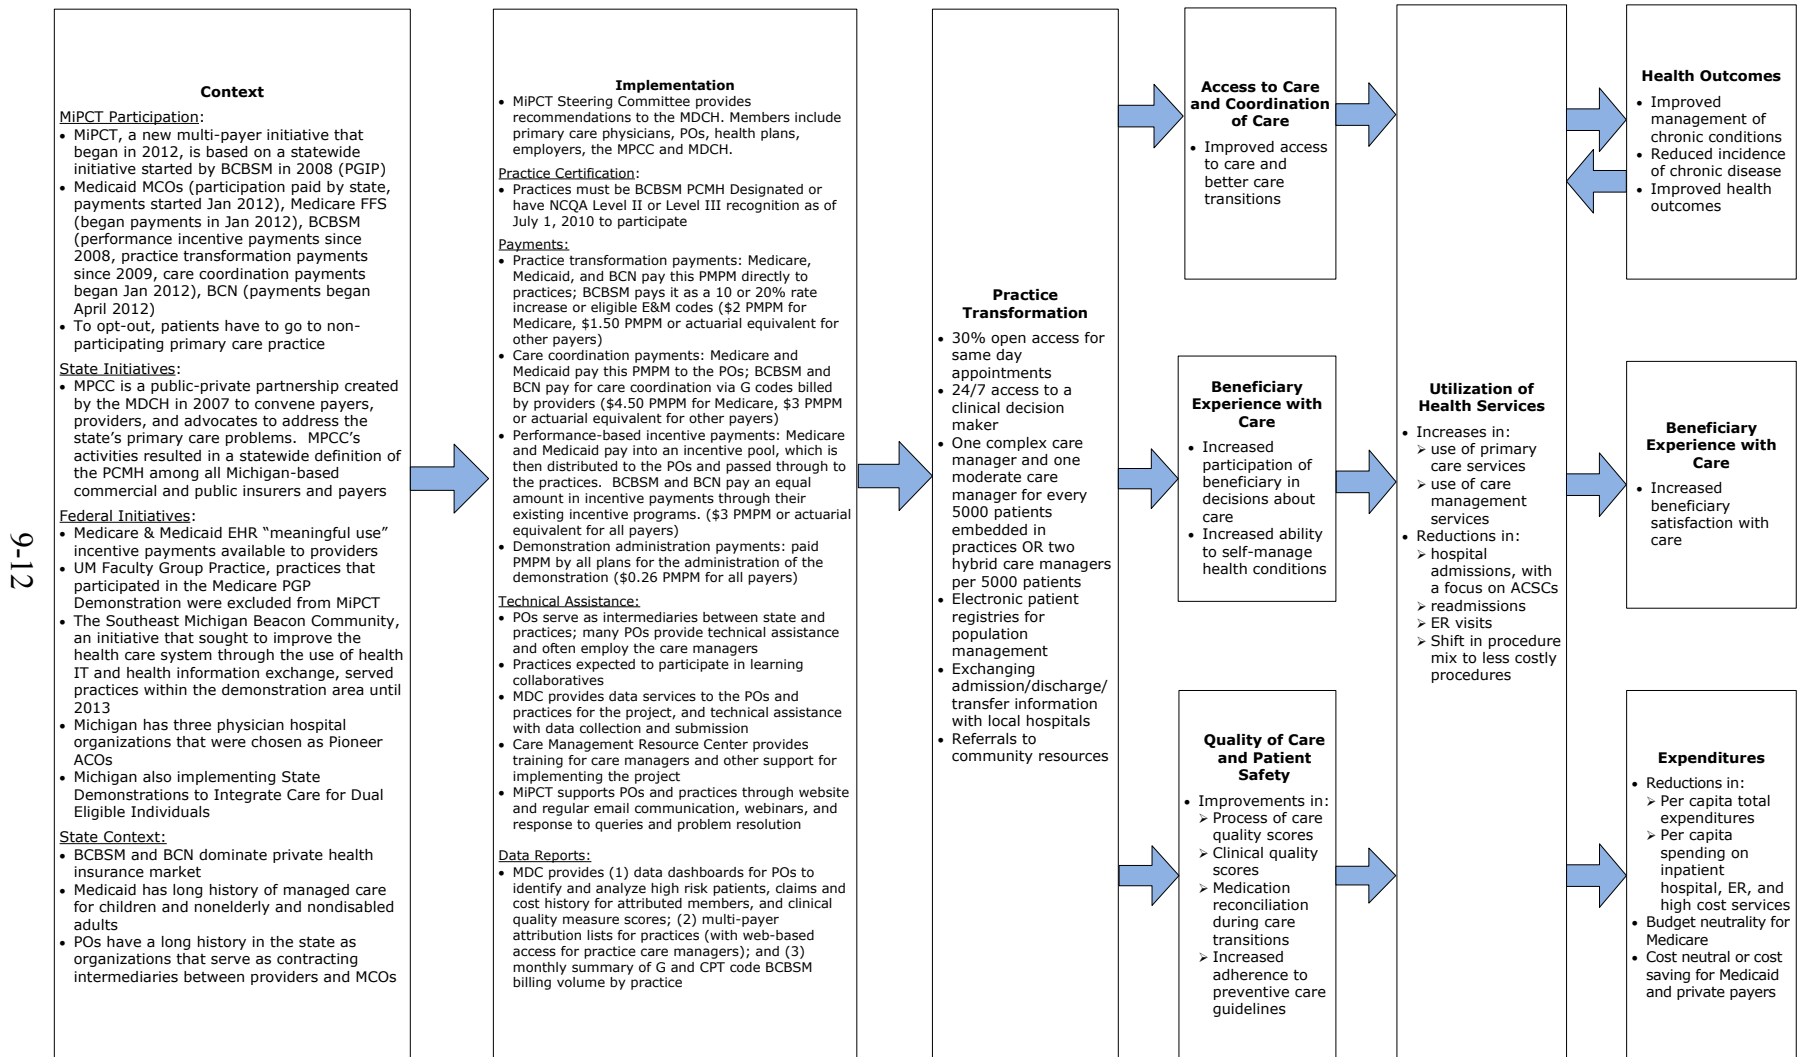 Context
MiPCT Participation:
• MiPCT, a new multi-payer initiative that
began in 2012, is based on a statewide
initiative started by BCBSM in 2008 (PGIP)
• Medicaid MCOs (participation paid by state,
payments started Jan 2012), Medicare FFS
(began payments in Jan 2012), BCBSM
(performance incentive payments since
2008, practice transformation payments
since 2009, care coordination payments
began Jan 2012), BCN (payments began
April 2012)
• To opt-out, patients have to go to non-
participating primary care practice
State Initiatives:
• MPCC is a public-private partnership created
by the MDCH in 2007 to convene payers,
providers, and advocates to address the
state’s primary care problems.  MPCC’s
activities resulted in a statewide definition of
the PCMH among all Michigan-based
commercial and public insurers and payers
Federal Initiatives:
• Medicare & Medicaid EHR “meaningful use”
incentive payments available to providers
• UM Faculty Group Practice, practices that
participated in the Medicare PGP
Demonstration were excluded from MiPCT
• The Southeast Michigan Beacon Community,
an initiative that sought to improve the
health care system through the use of health
IT and health information exchange, served
practices within the demonstration area until
2013
• Michigan has three physician hospital
organizations that were chosen as Pioneer
ACOs
• Michigan also implementing State
Demonstrations to Integrate Care for Dual
Eligible Individuals
State Context:
• BCBSM and BCN dominate private health
insurance market
• Medicaid has long history of managed care
for children and nonelderly and nondisabled
adults
• POs have a long history in the state as
organizations that serve as contracting
intermediaries between providers and MCOs
Implementation
• MiPCT Steering Committee provides
recommendations to the MDCH. Members include
primary care physicians, POs, health plans,
employers, the MPCC and MDCH.
Practice Certification:
• Practices must be BCBSM PCMH Designated or
have NCQA Level II or Level III recognition as of
July 1, 2010 to participate
Payments:
• Practice transformation payments: Medicare,
Medicaid, and BCN pay this PMPM directly to
practices; BCBSM pays it as a 10 or 20% rate
increase or eligible E&M codes ($2 PMPM for
Medicare, $1.50 PMPM or actuarial equivalent for
other payers)
• Care coordination payments: Medicare and
Medicaid pay this PMPM to the POs; BCBSM and
BCN pay for care coordination via G codes billed
by providers ($4.50 PMPM for Medicare, $3 PMPM
or actuarial equivalent for other payers)
• Performance-based incentive payments: Medicare
and Medicaid pay into an incentive pool, which is
then distributed to the POs and passed through to
the practices.  BCBSM and BCN pay an equal
amount in incentive payments through their
existing incentive programs. ($3 PMPM or actuarial
equivalent for all payers)
• Demonstration administration payments: paid
PMPM by all plans for the administration of the
demonstration ($0.26 PMPM for all payers)
Technical Assistance:
• POs serve as intermediaries between state and
practices; many POs provide technical assistance
and often employ the care managers
• Practices expected to participate in learning
collaboratives
• MDC provides data services to the POs and
practices for the project, and technical assistance
with data collection and submission
• Care Management Resource Center provides
training for care managers and other support for
implementing the project
• MiPCT supports POs and practices through website
and regular email communication, webinars, and
response to queries and problem resolution
Data Reports:
• MDC provides (1) data dashboards for POs to
identify and analyze high risk patients, claims and
cost history for attributed members, and clinical
quality measure scores; (2) multi-payer
attribution lists for practices (with web-based
access for practice care managers); and (3)
monthly summary of G and CPT code BCBSM
billing volume by practice
Practice
Transformation
• 30% open access for
same day
appointments
• 24/7 access to a
clinical decision
maker
• One complex care
manager and one
moderate care
manager for every
5000 patients
embedded in
practices OR two
hybrid care managers
per 5000 patients
• Electronic patient
registries for
population
management
• Exchanging
admission/discharge/
transfer information
with local hospitals
• Referrals to
community resources
Access to Care
and Coordination
of Care
• Improved access
to care and
better care
transitions
Beneficiary
Experience with
Care
• Increased
participation of
beneficiary in
decisions about
care
• Increased ability
to self-manage
health conditions
Quality of Care
and Patient
Safety
• Improvements in:
➢ Process of care
quality scores
➢ Clinical quality
scores
➢ Medication
reconciliation
during care
transitions
➢ Increased
adherence to
preventive care
guidelines
Utilization of
Health Services
• Increases in:
➢ use of primary
care services
➢ use of care
management
services
• Reductions in:
➢ hospital
admissions, with
a focus on ACSCs
➢ readmissions
➢ ER visits
➢ Shift in procedure
mix to less costly
procedures
Health Outcomes
• Improved
management of
chronic conditions
• Reduced incidence
of chronic disease
• Improved health
outcomes
Beneficiary
Experience with
Care
• Increased
beneficiary
satisfaction with
care
Expenditures
• Reductions in:
➢ Per capita total
expenditures
➢ Per capita
spending on
inpatient
hospital, ER, and
high cost services
• Budget neutrality for
Medicare
• Cost neutral or cost
saving for Medicaid
and private payers
9-12